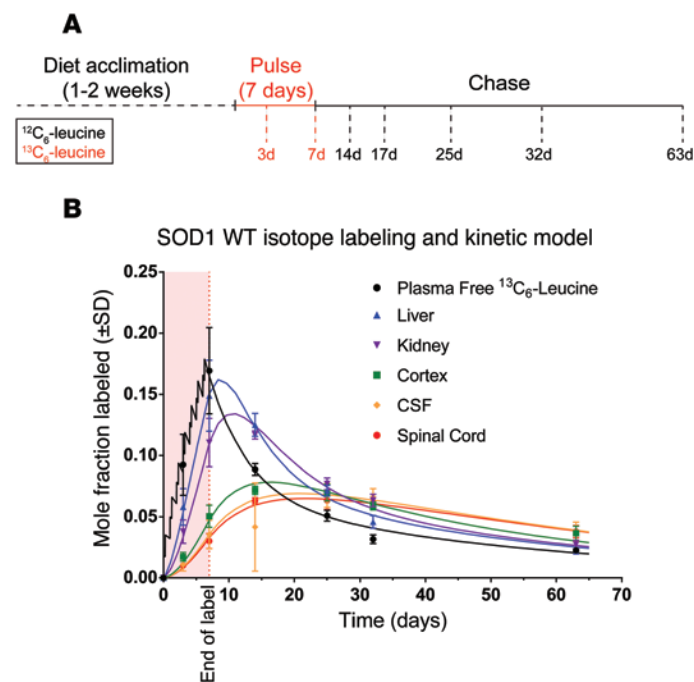 A
Diet acclimation
(1-2 weeks)
Pulse
(7 days)
Chase
¹²C₆-leucine
¹³C₆-leucine
3d
7d
14d
17d
25d
32d
63d
B
SOD1 WT isotope labeling and kinetic model
Mole fraction labeled (±SD)
0.25
0.20
0.15
0.10
0.05
0.00
Plasma Free ¹³C₆-Leucine
Liver
Kidney
Cortex
CSF
Spinal Cord
0
10
20
30
40
50
60
70
End of label
Time (days)